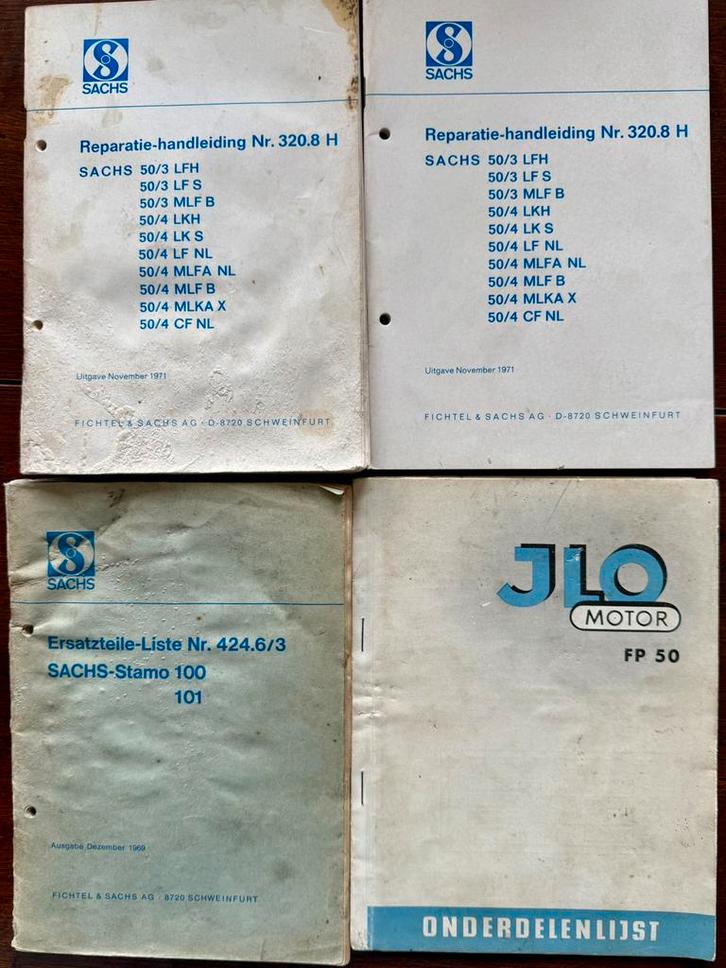 SACHS
Reparatie-handleiding Nr. 320.8 H
SACHS 50/3 LFH
50/3 LF S
50/3 MLF B
50/4 LKH
50/4 LK S
50/4 LF NL
50/4 MLFA NL
50/4 MLF B
50/4 MLKA X
50/4 CF NL
Uitgave November 1971
FICHTEL & SACHS AG · D-8720 SCHWEINFURT
SACHS
Reparatie-handleiding Nr. 320.8 H
SACHS 50/3 LFH
50/3 LF S
50/3 MLF B
50/4 LKH
50/4 LK S
50/4 LF NL
50/4 MLFA NL
50/4 MLF B
50/4 MLKA X
50/4 CF NL
Uitgave November 1971
FICHTEL & SACHS AG · D-8720 SCHWEINFURT
SACHS
Ersatzteile-Liste Nr. 424.6/3
SACHS-Stamo 100
101
Ausgabe Dezember 1969
FICHTEL & SACHS AG · 8720 SCHWEINFURT
JLO
MOTOR
FP 50
ONDERDELENLIJST